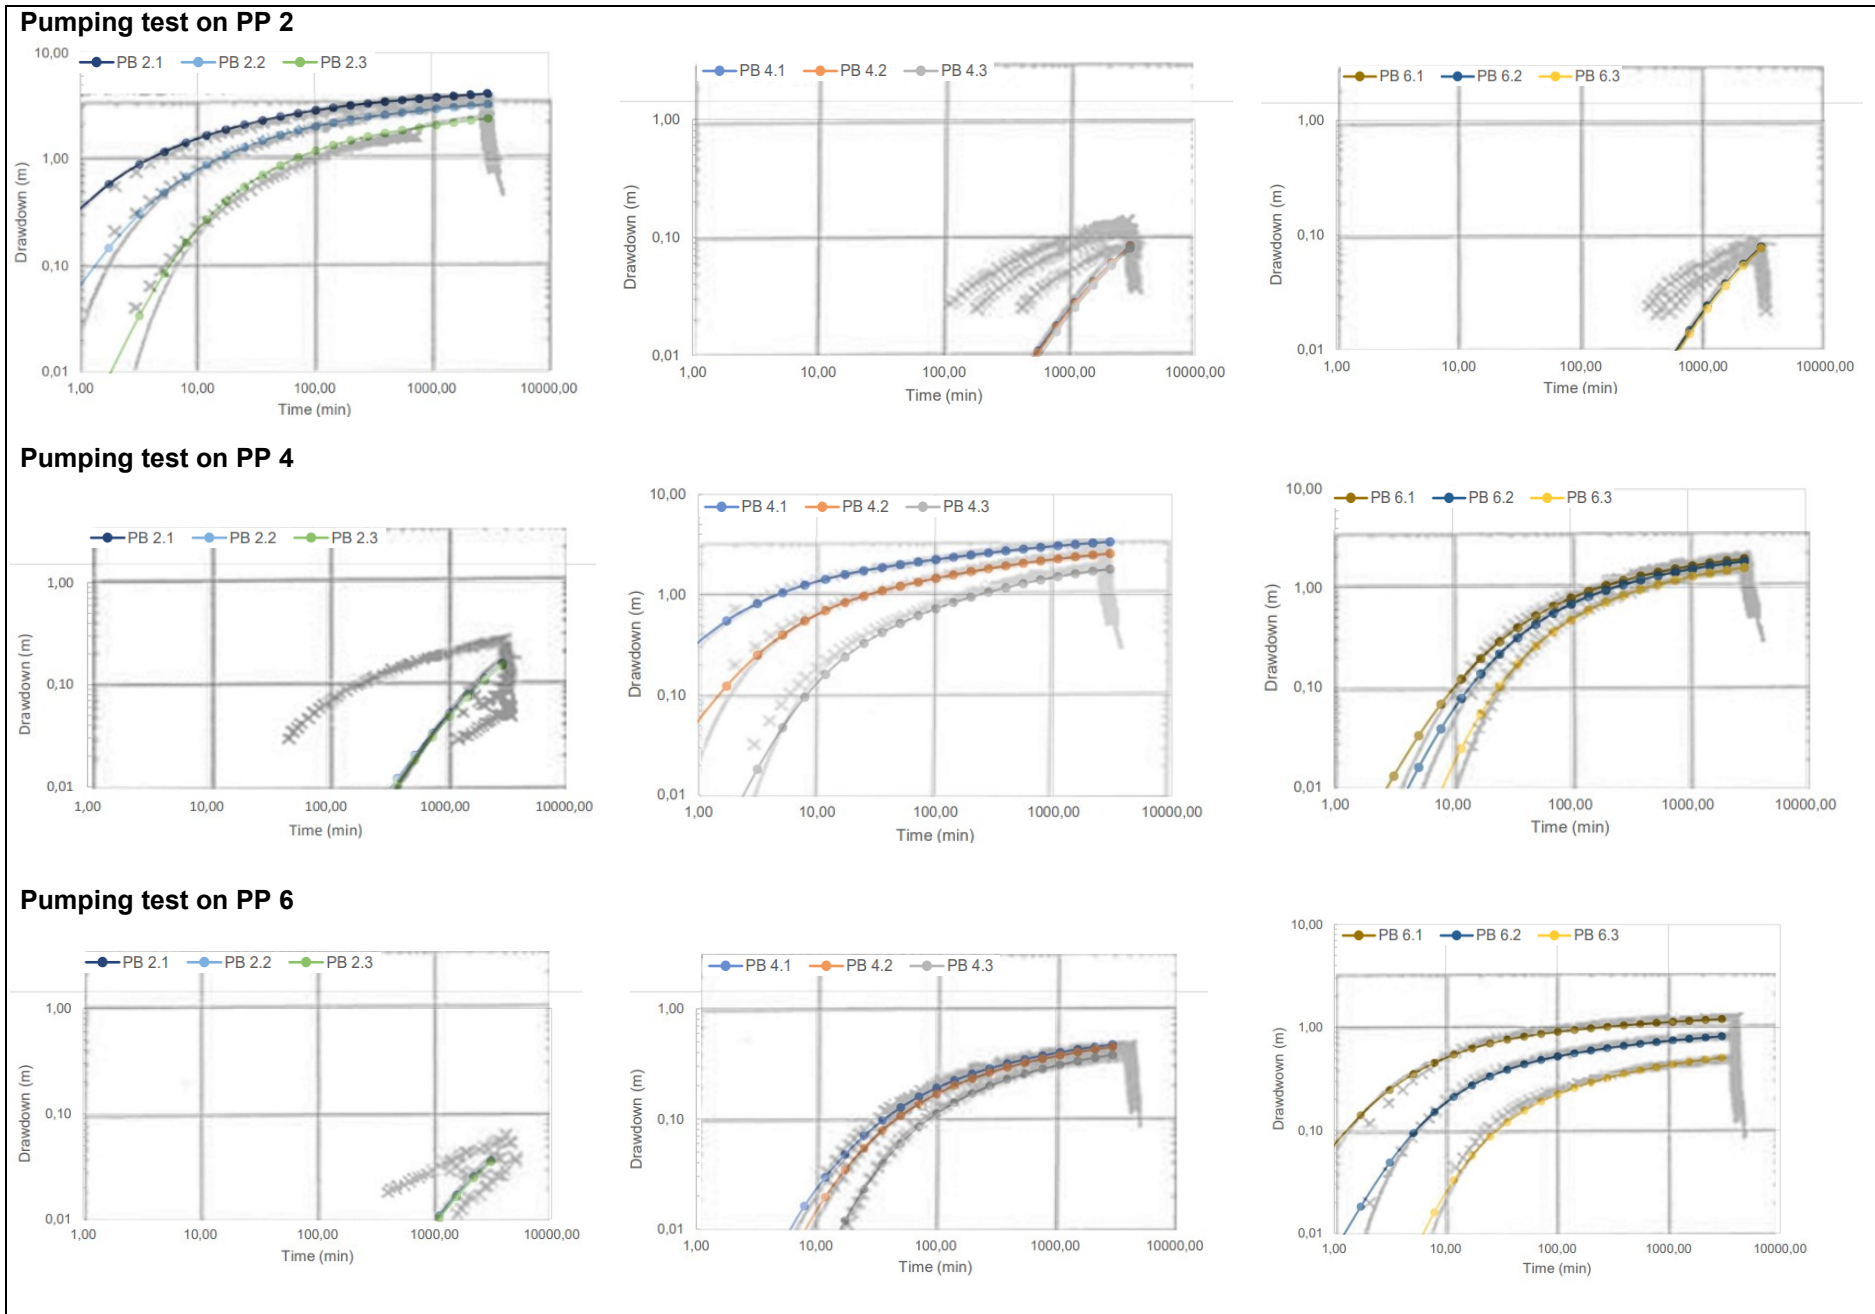 Pumping test on PP 2
PB 2.1 PB 2.2 PB 2.3
10,00
1,00
0,10
0,01
Drawdown (m)
1,00 10,00 100,00 1000,00 10000,00
Time (min)
PB 4.1 PB 4.2 PB 4.3
1,00
0,10
0,01
Drawdown (m)
1,00 10,00 100,00 1000,00 10000,00
Time (min)
PB 6.1 PB 6.2 PB 6.3
1,00
0,10
0,01
Drawdown (m)
1,00 10,00 100,00 1000,00 10000,00
Time (min)
Pumping test on PP 4
PB 2.1 PB 2.2 PB 2.3
1,00
0,10
0,01
Drawdown (m)
1,00 10,00 100,00 1000,00 10000,00
Time (min)
PB 4.1 PB 4.2 PB 4.3
10,00
1,00
0,10
0,01
Drawdown (m)
1,00 10,00 100,00 1000,00 10000,00
Time (min)
PB 6.1 PB 6.2 PB 6.3
10,00
1,00
0,10
0,01
Drawdown (m)
1,00 10,00 100,00 1000,00 10000,00
Time (min)
Pumping test on PP 6
PB 2.1 PB 2.2 PB 2.3
1,00
0,10
0,01
Drawdown (m)
1,00 10,00 100,00 1000,00 10000,00
Time (min)
PB 4.1 PB 4.2 PB 4.3
1,00
0,10
0,01
Drawdown (m)
1,00 10,00 100,00 1000,00 10000,00
Time (min)
PB 6.1 PB 6.2 PB 6.3
10,00
1,00
0,10
0,01
Drawdwown (m)
1,00 10,00 100,00 1000,00 10000,00
Time (min)